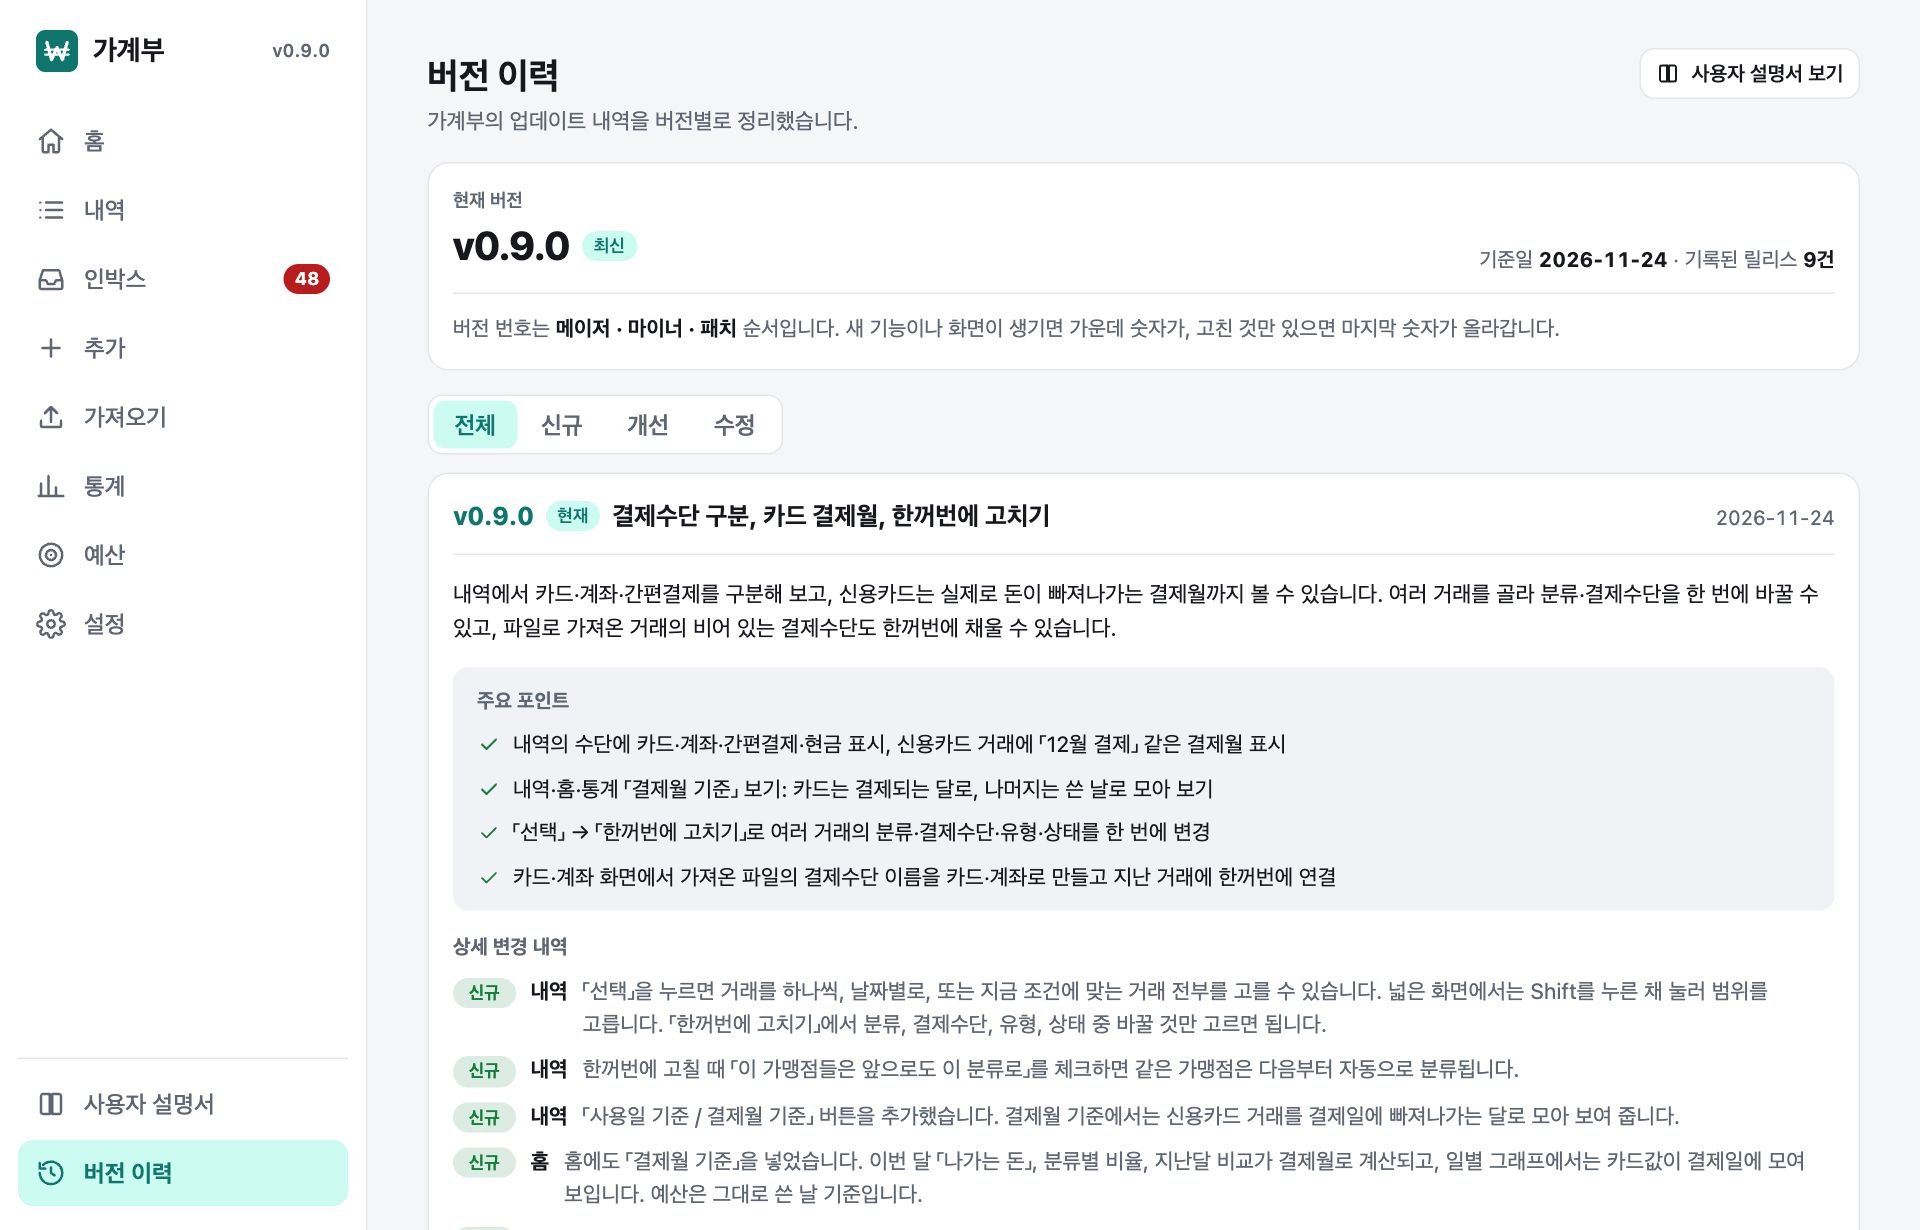 가계부
v0.9.0
홈
내역
인박스
48
추가
가져오기
통계
예산
설정
사용자 설명서
버전 이력
버전 이력
가계부의 업데이트 내역을 버전별로 정리했습니다.
사용자 설명서 보기
현재 버전
v0.9.0 최신
기준일 2026-11-24 · 기록된 릴리스 9건
버전 번호는 메이저 · 마이너 · 패치 순서입니다. 새 기능이나 화면이 생기면 가운데 숫자가, 고친 것만 있으면 마지막 숫자가 올라갑니다.
전체 신규 개선 수정
v0.9.0 현재 결제수단 구분, 카드 결제월, 한꺼번에 고치기
2026-11-24
내역에서 카드·계좌·간편결제를 구분해 보고, 신용카드는 실제로 돈이 빠져나가는 결제월까지 볼 수 있습니다. 여러 거래를 골라 분류·결제수단을 한 번에 바꿀 수
있고, 파일로 가져온 거래의 비어 있는 결제수단도 한꺼번에 채울 수 있습니다.
주요 포인트
내역의 수단에 카드·계좌·간편결제·현금 표시, 신용카드 거래에 「12월 결제」 같은 결제월 표시
내역·홈·통계 「결제월 기준」 보기: 카드는 결제되는 달로, 나머지는 쓴 날로 모아 보기
「선택」 → 「한꺼번에 고치기」로 여러 거래의 분류·결제수단·유형·상태를 한 번에 변경
카드·계좌 화면에서 가져온 파일의 결제수단 이름을 카드·계좌로 만들고 지난 거래에 한꺼번에 연결
상세 변경 내역
신규 내역 「선택」을 누르면 거래를 하나씩, 날짜별로, 또는 지금 조건에 맞는 거래 전부를 고를 수 있습니다. 넓은 화면에서는 Shift를 누른 채 눌러 범위를
고릅니다. 「한꺼번에 고치기」에서 분류, 결제수단, 유형, 상태 중 바꿀 것만 고르면 됩니다.
신규 내역 한꺼번에 고칠 때 「이 가맹점들은 앞으로도 이 분류로」를 체크하면 같은 가맹점은 다음부터 자동으로 분류됩니다.
신규 내역 「사용일 기준 / 결제월 기준」 버튼을 추가했습니다. 결제월 기준에서는 신용카드 거래를 결제일에 빠져나가는 달로 모아 보여 줍니다.
신규 홈 홈에도 「결제월 기준」을 넣었습니다. 이번 달 「나가는 돈」, 분류별 비율, 지난달 비교가 결제월로 계산되고, 일별 그래프에서는 카드값이 결제일에 모여
보입니다. 예산은 그대로 쓴 날 기준입니다.